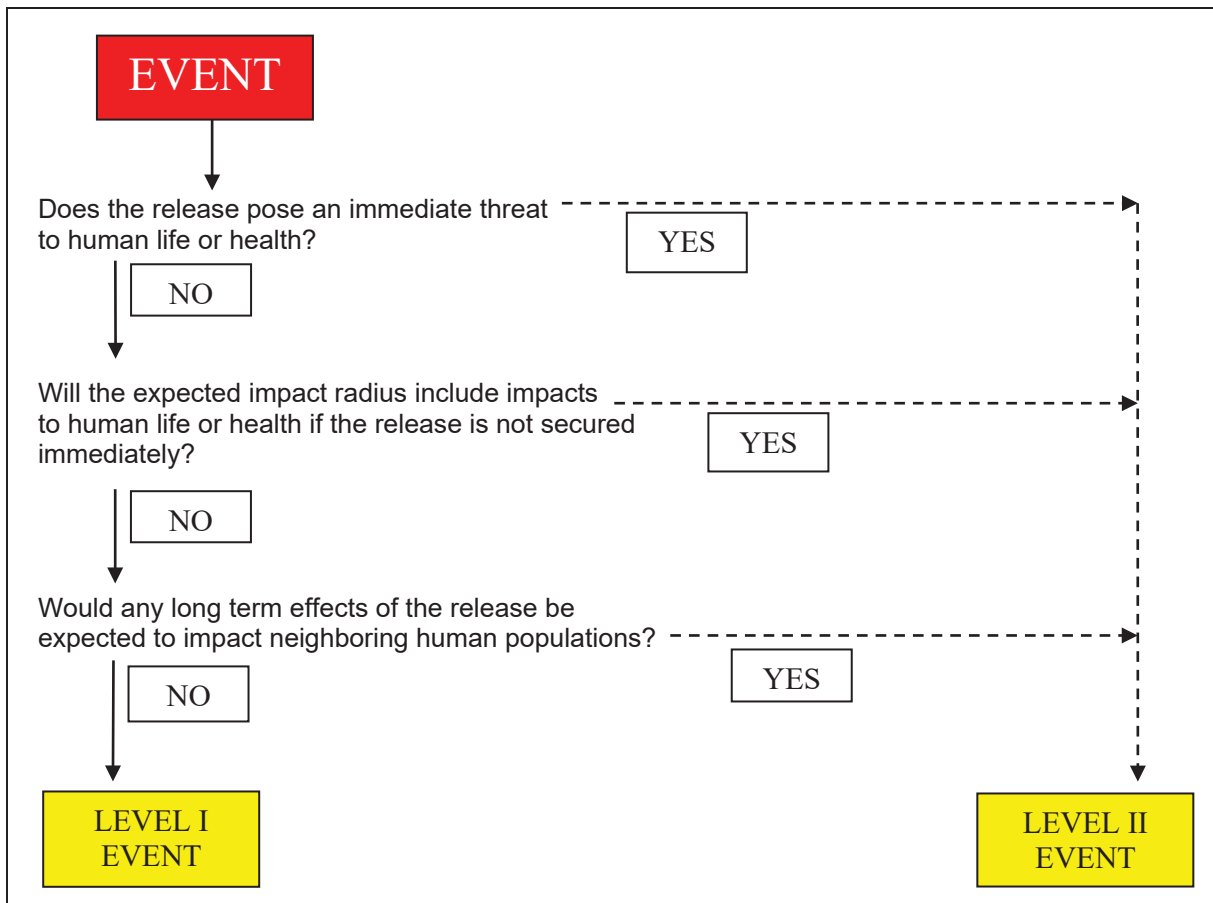 EVENT
Does the release pose an immediate threat
to human life or health?
YES
NO
Will the expected impact radius include impacts
to human life or health if the release is not secured
immediately?
YES
NO
Would any long term effects of the release be
expected to impact neighboring human populations?
YES
NO
LEVEL I
EVENT
LEVEL II
EVENT